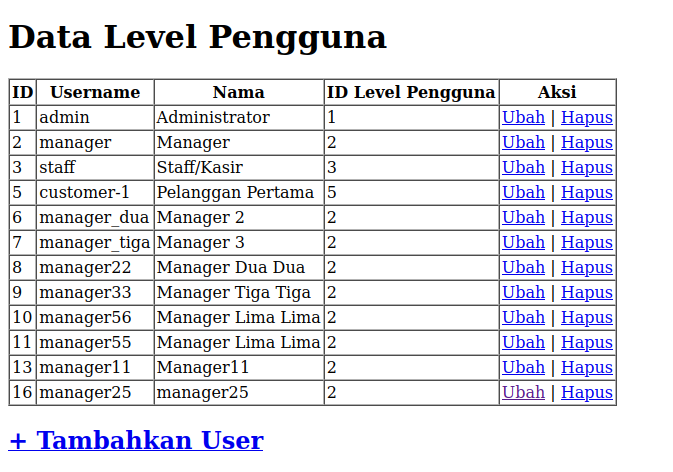 Data Level Pengguna
ID Username Nama ID Level Pengguna Aksi
1 admin Administrator 1 Ubah | Hapus
2 manager Manager 2 Ubah | Hapus
3 staff Staff/Kasir 3 Ubah | Hapus
5 customer-1 Pelanggan Pertama 5 Ubah | Hapus
6 manager_dua Manager 2 2 Ubah | Hapus
7 manager_tiga Manager 3 2 Ubah | Hapus
8 manager22 Manager Dua Dua 2 Ubah | Hapus
9 manager33 Manager Tiga Tiga 2 Ubah | Hapus
10 manager56 Manager Lima Lima 2 Ubah | Hapus
11 manager55 Manager Lima Lima 2 Ubah | Hapus
13 manager11 Manager11 2 Ubah | Hapus
16 manager25 manager25 2 Ubah | Hapus
+ Tambahkan User